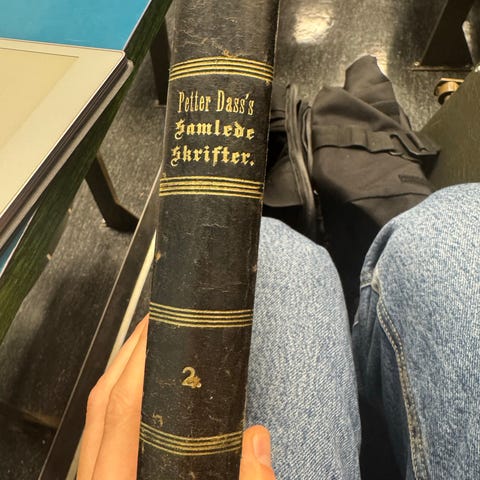 Petter Dass's
Samlede
Skrifter.
2.